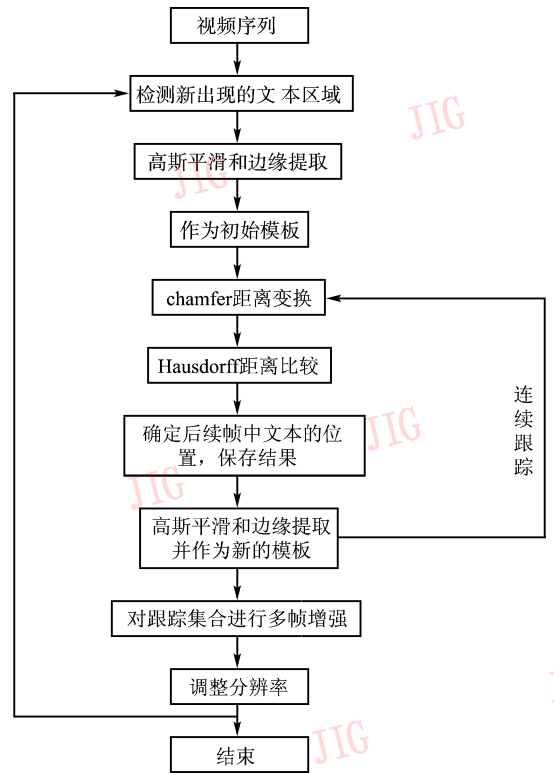 视频序列
检测新出现的文本区域
JIG
高斯平滑和边缘提取
JIG
作为初始模板
chamfer距离变换
Hausdorff距离比较
连续跟踪
确定后续帧中文本的位
置，保存结果
JIG
JIG
高斯平滑和边缘提取
并作为新的模板
对跟踪集合进行多帧增强
调整分辨率
结束
JIG